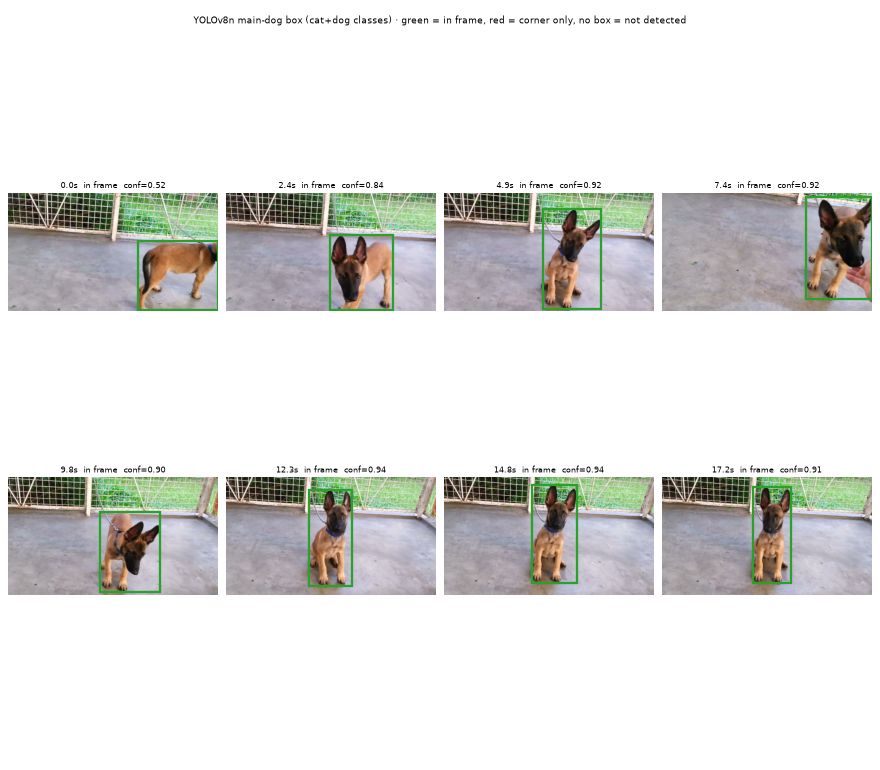 YOLOv8n main-dog box (cat+dog classes) · green = in frame, red = corner only, no box = not detected
0.0s  in frame  conf=0.52
2.4s  in frame  conf=0.84
4.9s  in frame  conf=0.92
7.4s  in frame  conf=0.92
9.8s  in frame  conf=0.90
12.3s  in frame  conf=0.94
14.8s  in frame  conf=0.94
17.2s  in frame  conf=0.91